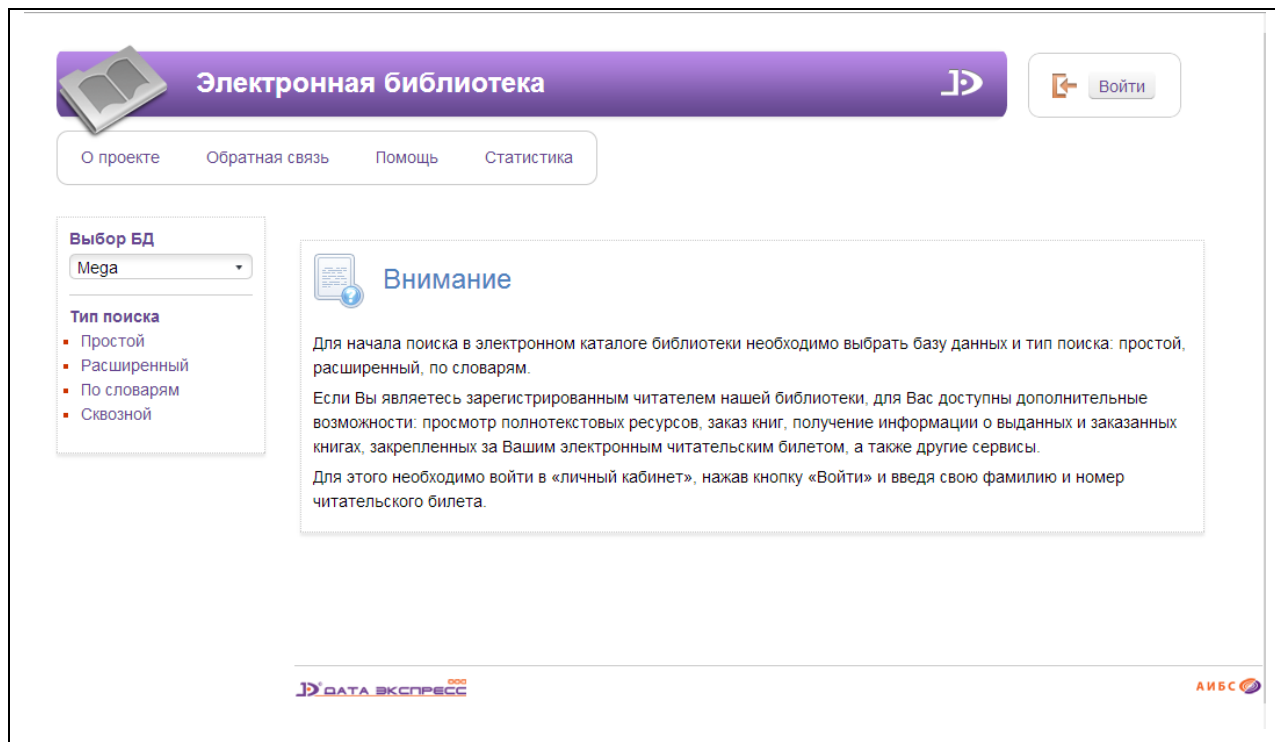 Электронная библиотека
Войти
О проекте Обратная связь Помощь Статистика
Выбор БД
Mega
Тип поиска
Простой
Расширенный
По словарям
Сквозной
Внимание
Для начала поиска в электронном каталоге библиотеки необходимо выбрать базу данных и тип поиска: простой,
расширенный, по словарям.
Если Вы являетесь зарегистрированным читателем нашей библиотеки, для Вас доступны дополнительные
возможности: просмотр полнотекстовых ресурсов, заказ книг, получение информации о выданных и заказанных
книгах, закрепленных за Вашим электронным читательским билетом, а также другие сервисы.
Для этого необходимо войти в «личный кабинет», нажав кнопку «Войти» и введя свою фамилию и номер
читательского билета.
ДАТА ЭКСПРЕСС ООО
АИБС